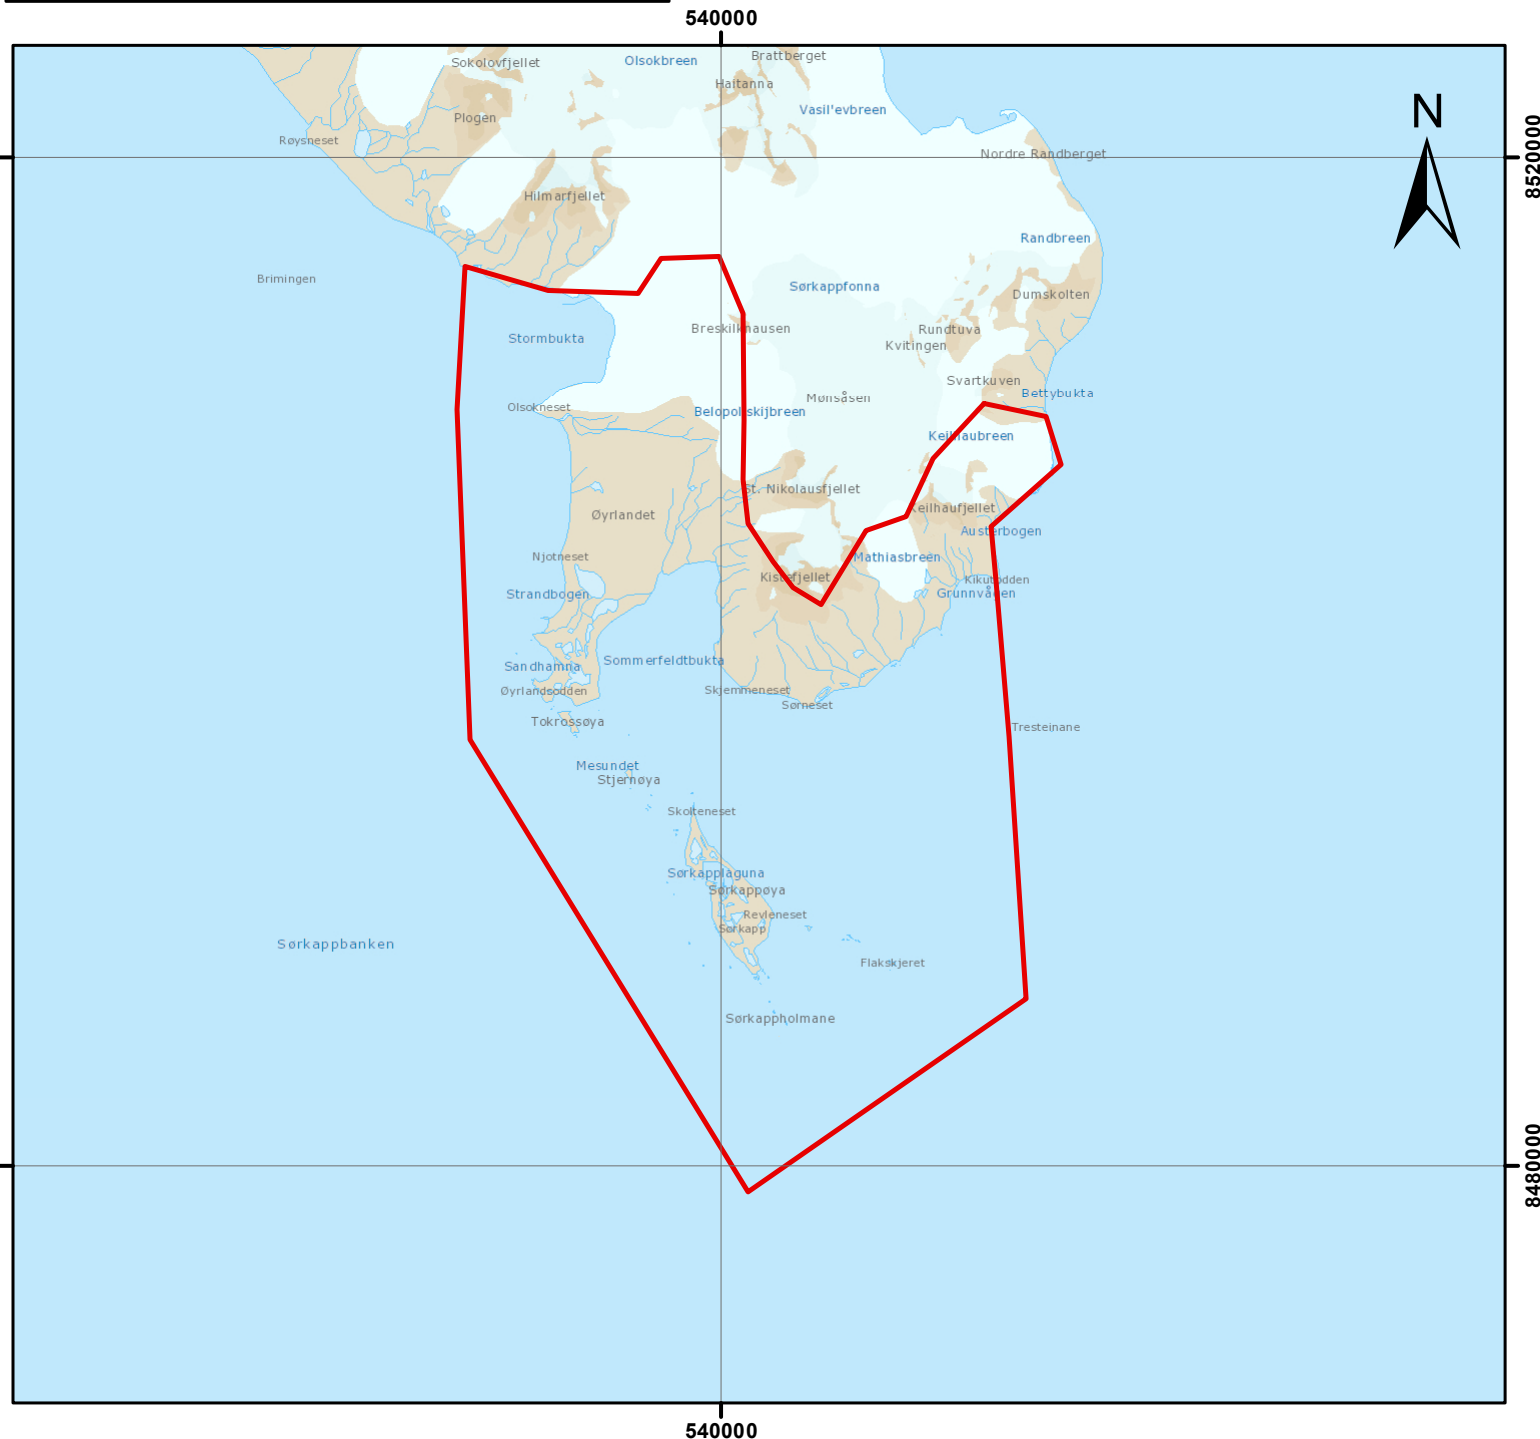 540000
Sokolovfjellet
Olsokbreen
Brattberget
Haitanna
Vasil'evbreen
Plogen
N
Røysneset
Nordre Randberget
8520000
Hilmarfjellet
Randbreen
Brimingen
Sørkappfonna
Dumskolten
Breskilknausen
Rundtuva
Stormbukta
Kvitingen
Svartkuven
Bettybukta
Mønsåsen
Olsokneset
Belopolskijbreen
Keilhaubreen
St. Nikolausfjellet
Øyrlandet
Keilhaufjellet
Austerbogen
Njotneset
Mathiasbreen
Kistefjellet
Kikutodden
Strandbogen
Grunnvågen
Sandhamna
Sommerfeldtbukta
Øyrlandsodden
Skjemmeneset
Sørneset
Tokrossøya
Tresteinane
Mesundet
Stjernøya
Skolteneset
Sørkapplaguna
Sørkappøya
Revleneset
Sørkapp
Sørkappbanken
Flakskjeret
Sørkappholmane
8480000
540000